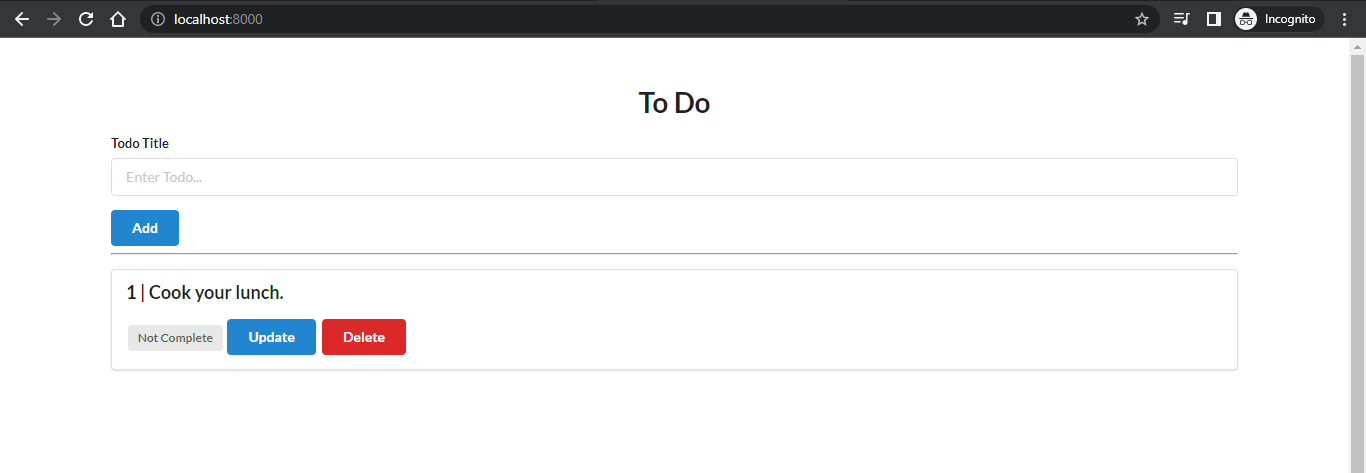 localhost:8000
Incognito
To Do
Todo Title
Enter Todo...
Add
1 | Cook your lunch.
Not Complete Update Delete